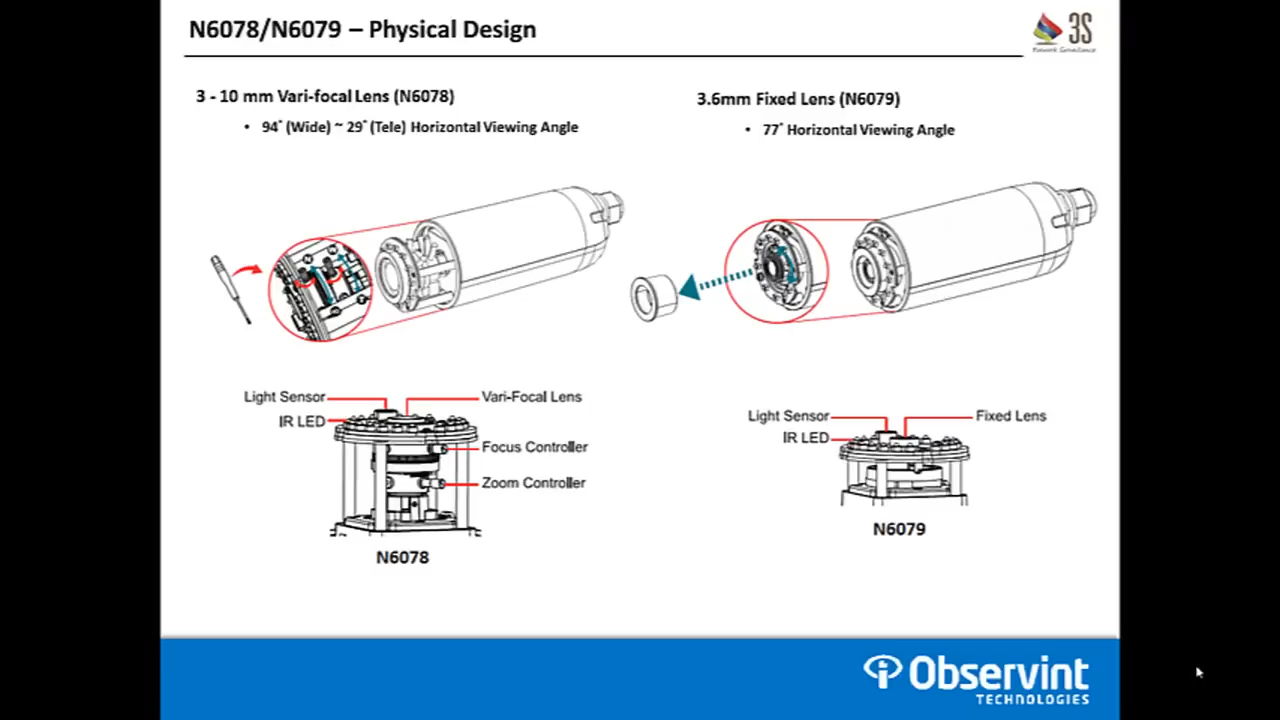 N6078/N6079 – Physical Design
3S
3 - 10 mm Vari-focal Lens (N6078)
• 94° (Wide) ~ 29° (Tele) Horizontal Viewing Angle
3.6mm Fixed Lens (N6079)
• 77° Horizontal Viewing Angle
Light Sensor
IR LED
Vari-Focal Lens
Focus Controller
Zoom Controller
N6078
Light Sensor
IR LED
Fixed Lens
N6079
Observint
TECHNOLOGIES